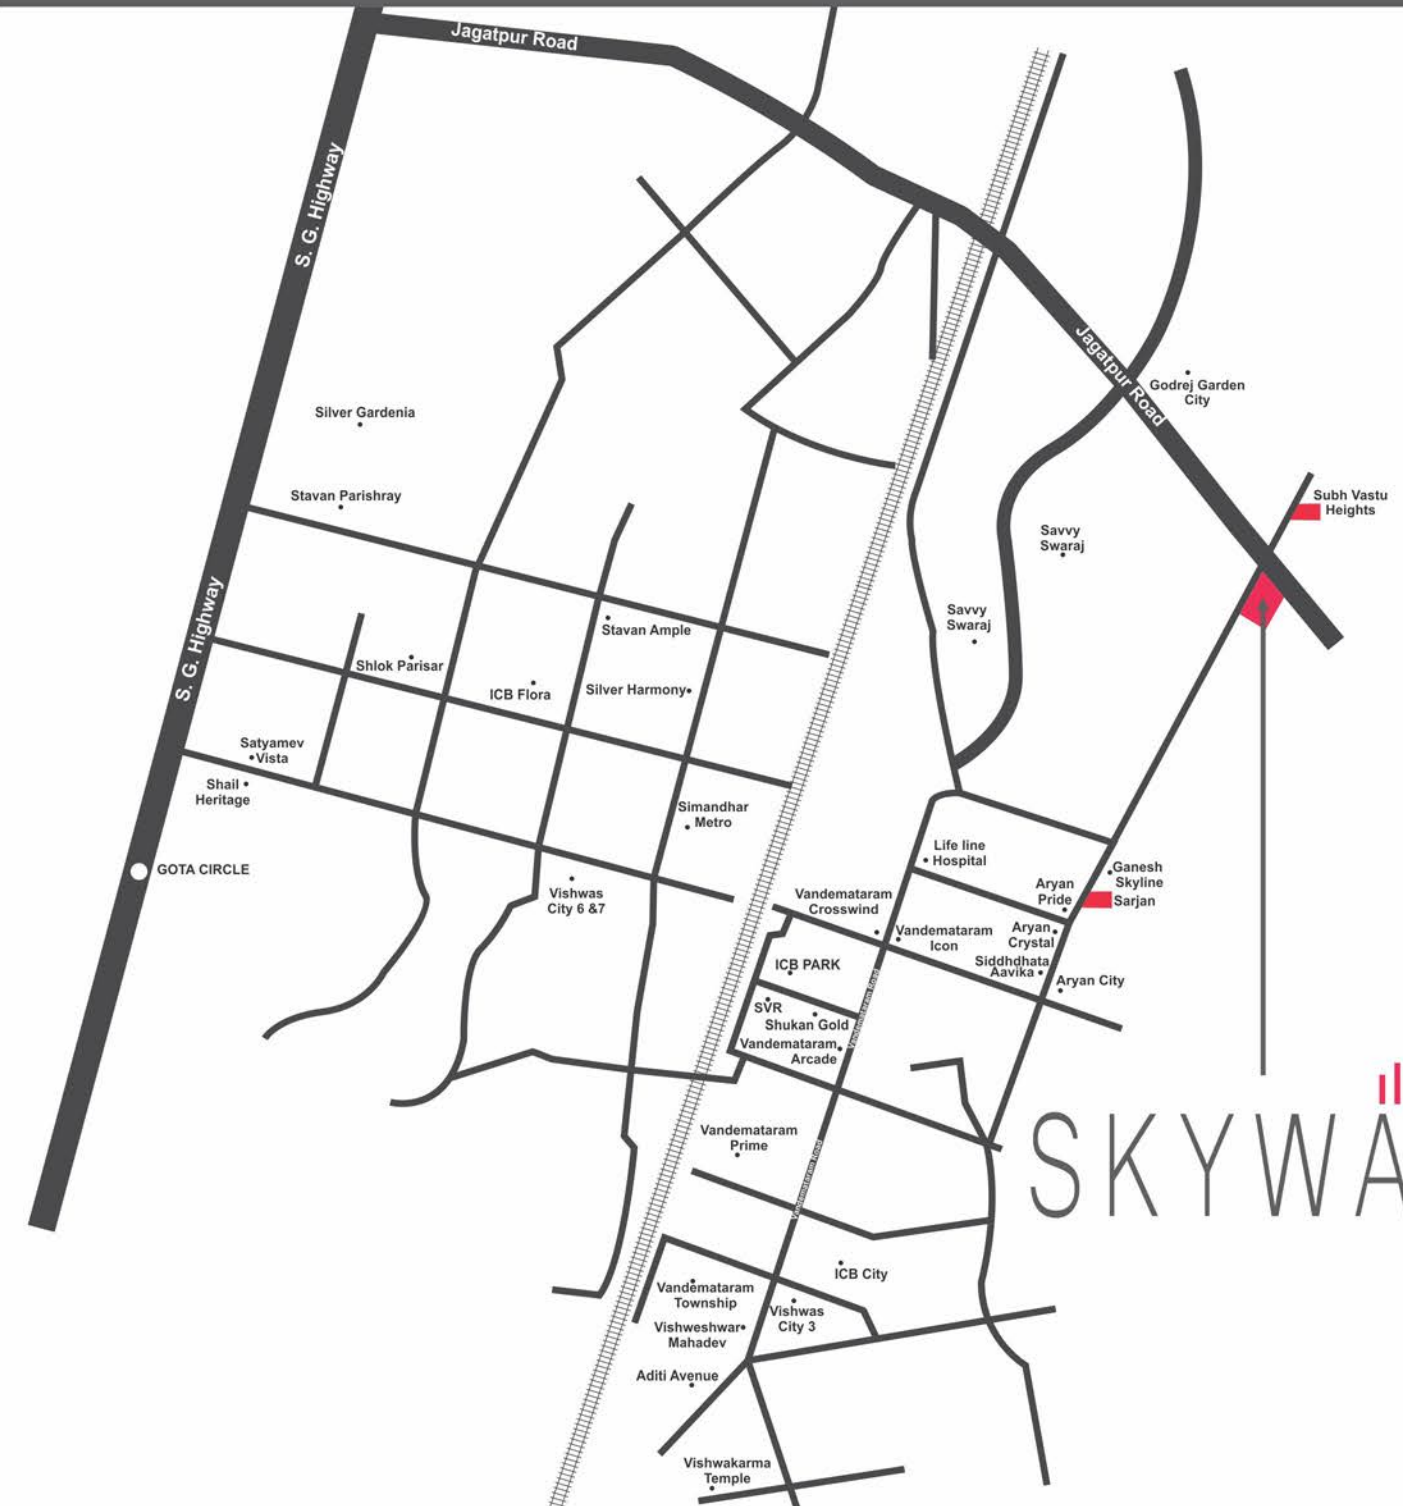 Jagatpur Road
S. G. Highway
Jagatpur Road
Godrej Garden
City
Silver Gardenia
Stavan Parishray
Subh Vastu
Heights
Savvy
Swaraj
Savvy
Swaraj
S. G. Highway
Stavan Ample
Shlok Parisar
ICB Flora
Silver Harmony
Satyamev
Vista
Shail
Heritage
Simandhar
Metro
GOTA CIRCLE
Vishwas
City 6 &7
Life line
Hospital
Ganesh
Skyline
Aryan
Pride
Sarjan
Vandemataram
Crosswind
Vandemataram
Icon
Aryan
Crystal
Siddhdhata
Aavika
Aryan City
ICB PARK
SVR
Shukan Gold
Vandemataram
Arcade
Vandemataram Road
Vandemataram
Prime
Vandemataram Road
SKYWA
ICB City
Vandemataram
Township
Vishwas
City 3
Vishweshwar
Mahadev
Aditi Avenue
Vishwakarma
Temple